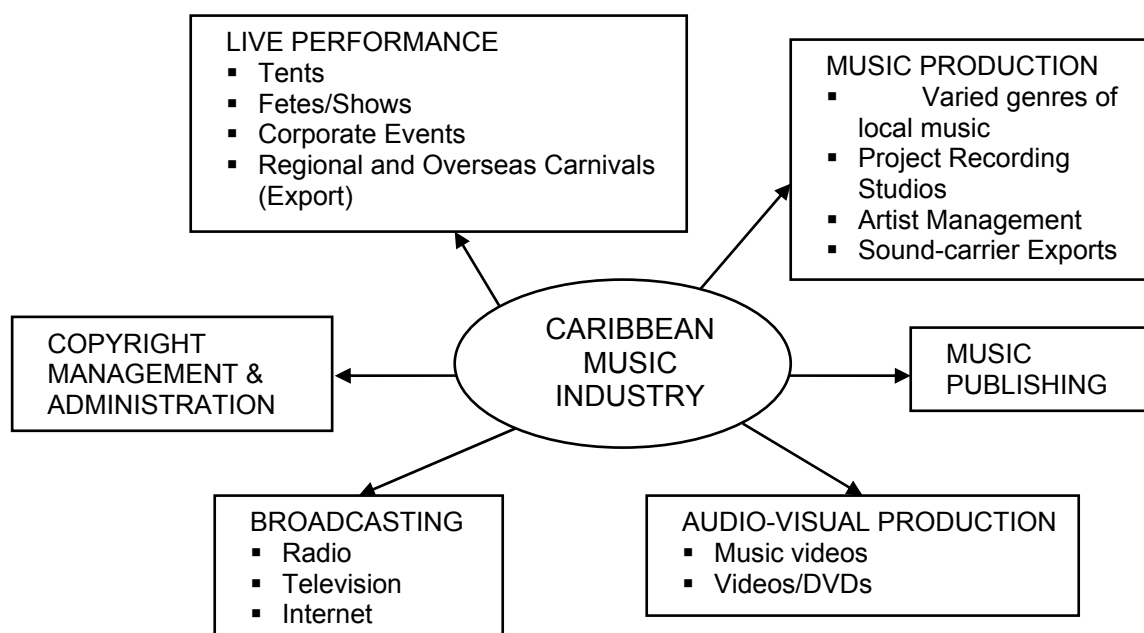 LIVE PERFORMANCE
▪ Tents
▪ Fetes/Shows
▪ Corporate Events
▪ Regional and Overseas Carnivals
(Export)
MUSIC PRODUCTION
▪ Varied genres of
local music
▪ Project Recording
Studios
▪ Artist Management
▪ Sound-carrier Exports
COPYRIGHT
MANAGEMENT &
ADMINISTRATION
CARIBBEAN
MUSIC
INDUSTRY
MUSIC
PUBLISHING
BROADCASTING
▪ Radio
▪ Television
▪ Internet
AUDIO-VISUAL PRODUCTION
▪ Music videos
▪ Videos/DVDs